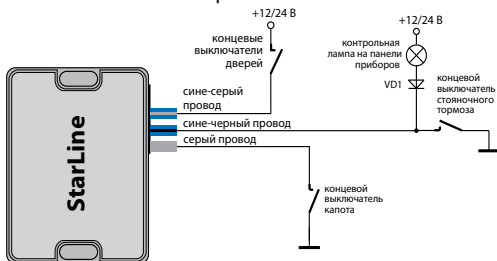 +12/24 В
+12/24 В
концевые
выключатели
дверей
контрольная
лампа на панели
приборов
VD1
концевой
выключатель
стояночного
тормоза
сине-серый
провод
сине-черный провод
серый провод
StarLine
концевой
выключатель
капота